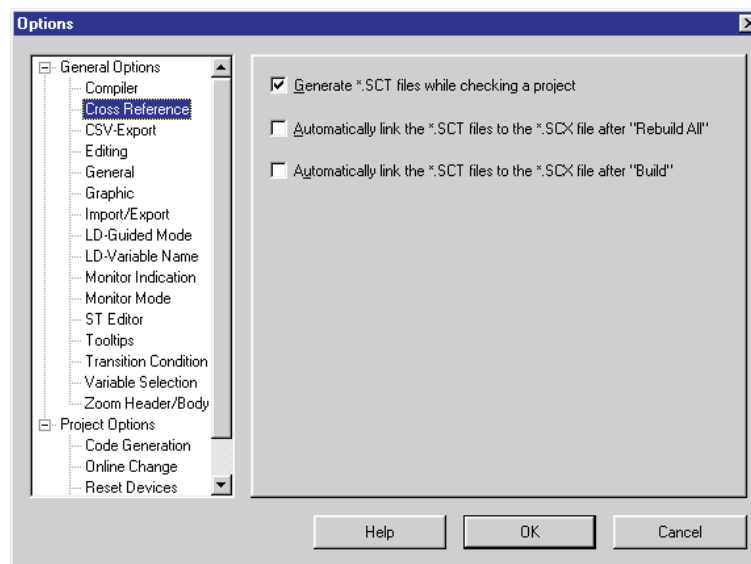 Options
General Options
Compiler
Cross Reference
CSV-Export
Editing
General
Graphic
Import/Export
LD-Guided Mode
LD-Variable Name
Monitor Indication
Monitor Mode
ST Editor
Tooltips
Transition Condition
Variable Selection
Zoom Header/Body
Project Options
Code Generation
Online Change
Reset Devices
Generate *.SCT files while checking a project
Automatically link the *.SCT files to the *.SCX file after "Rebuild All"
Automatically link the *.SCT files to the *.SCX file after "Build"
Help OK Cancel